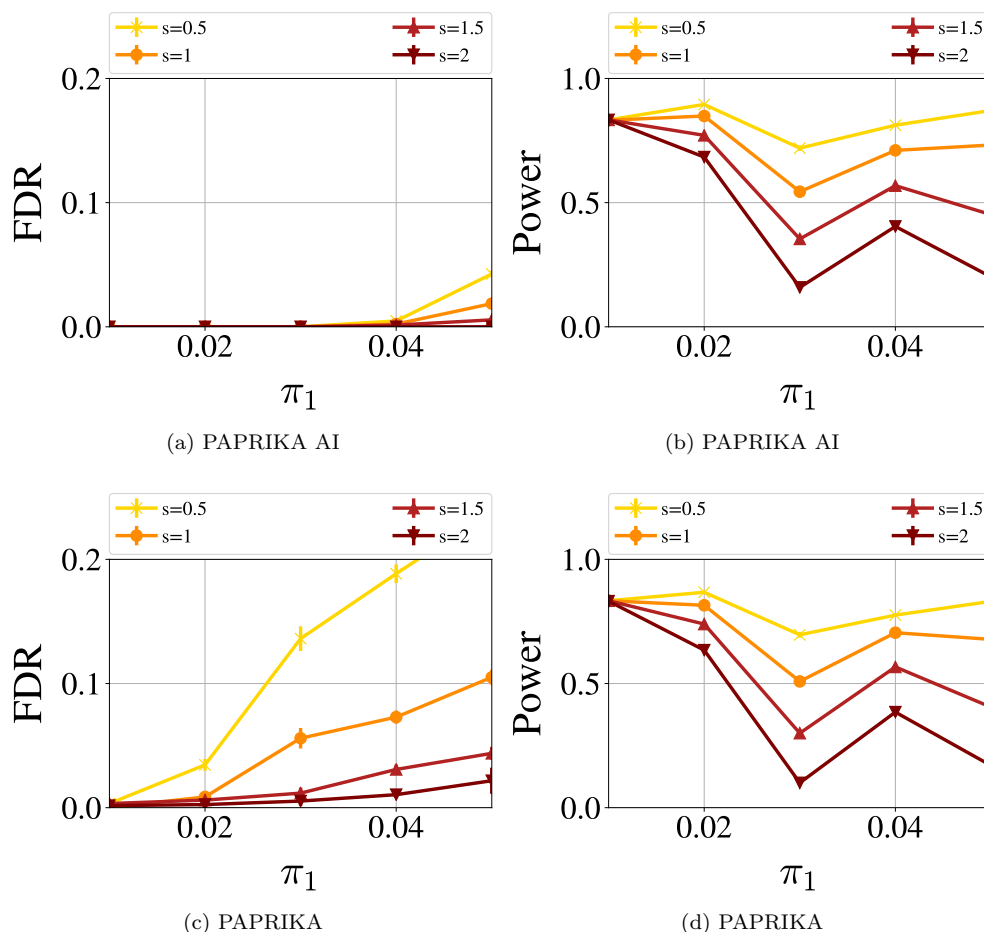 s=0.5 s=1.5
s=1 s=2
FDR
0.2
0.1
0.0
0.02 0.04
π₁
(a) PAPRIKA AI
s=0.5 s=1.5
s=1 s=2
Power
1.0
0.5
0.0
0.02 0.04
π₁
(b) PAPRIKA AI
s=0.5 s=1.5
s=1 s=2
FDR
0.2
0.1
0.0
0.02 0.04
π₁
(c) PAPRIKA
s=0.5 s=1.5
s=1 s=2
Power
1.0
0.5
0.0
0.02 0.04
π₁
(d) PAPRIKA